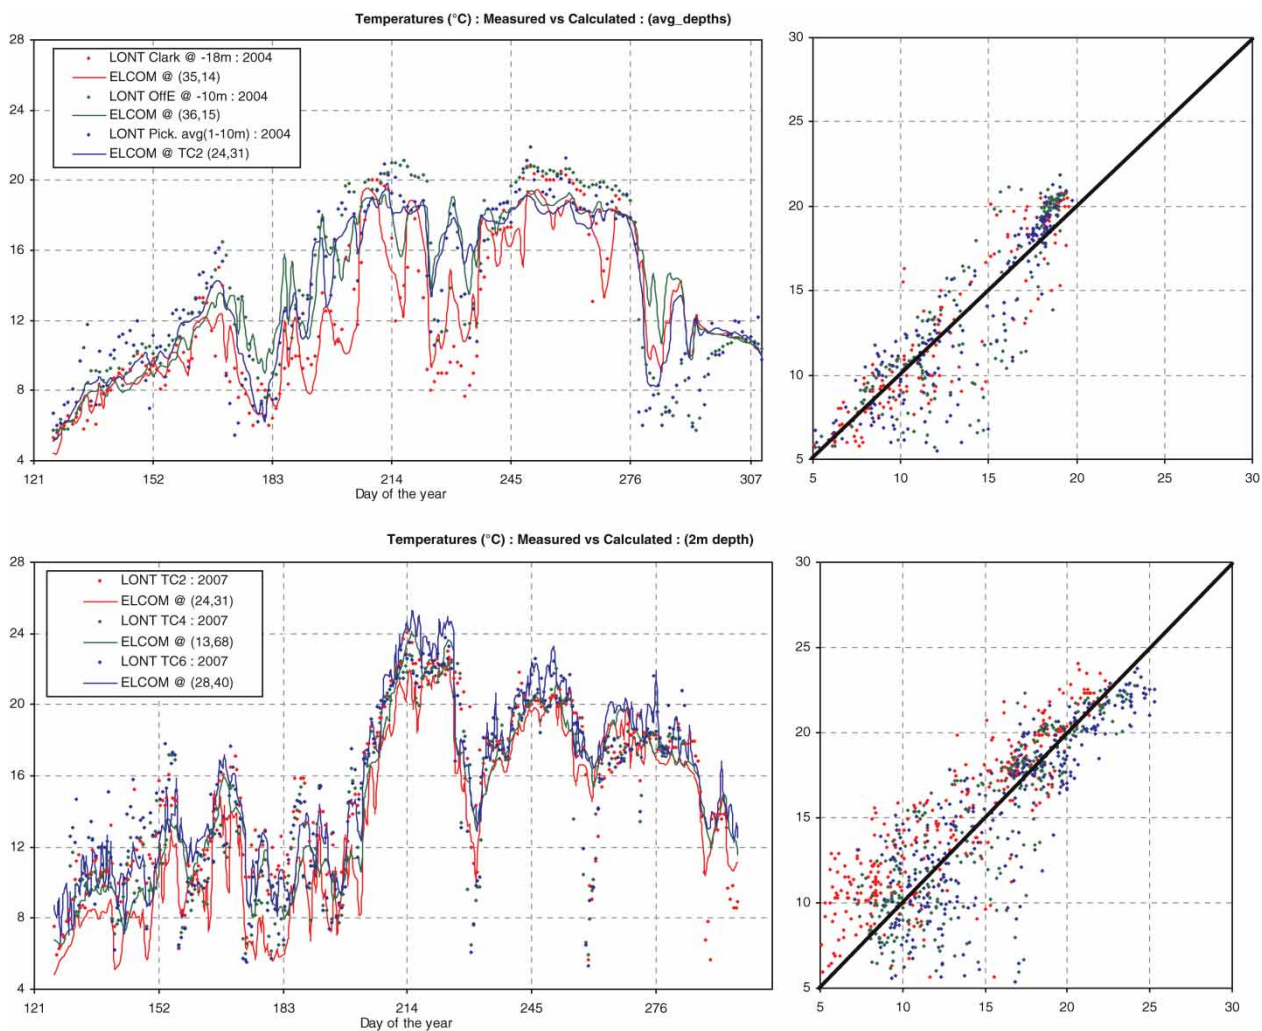 Temperatures (°C) : Measured vs Calculated : (avg_depths)
28
24
20
16
12
8
4
LONT Clark @ -18m : 2004
ELCOM @ (35,14)
LONT OffE @ -10m : 2004
ELCOM @ (36,15)
LONT Pick. avg(1-10m) : 2004
ELCOM @ TC2 (24,31)
121 152 183 214 245 276 307
Day of the year
30
25
20
15
10
5
5 10 15 20 25 30
Temperatures (°C) : Measured vs Calculated : (2m depth)
28
24
20
16
12
8
4
LONT TC2 : 2007
ELCOM @ (24,31)
LONT TC4 : 2007
ELCOM @ (13,68)
LONT TC6 : 2007
ELCOM @ (28,40)
121 152 183 214 245 276
Day of the year
30
25
20
15
10
5
5 10 15 20 25 30